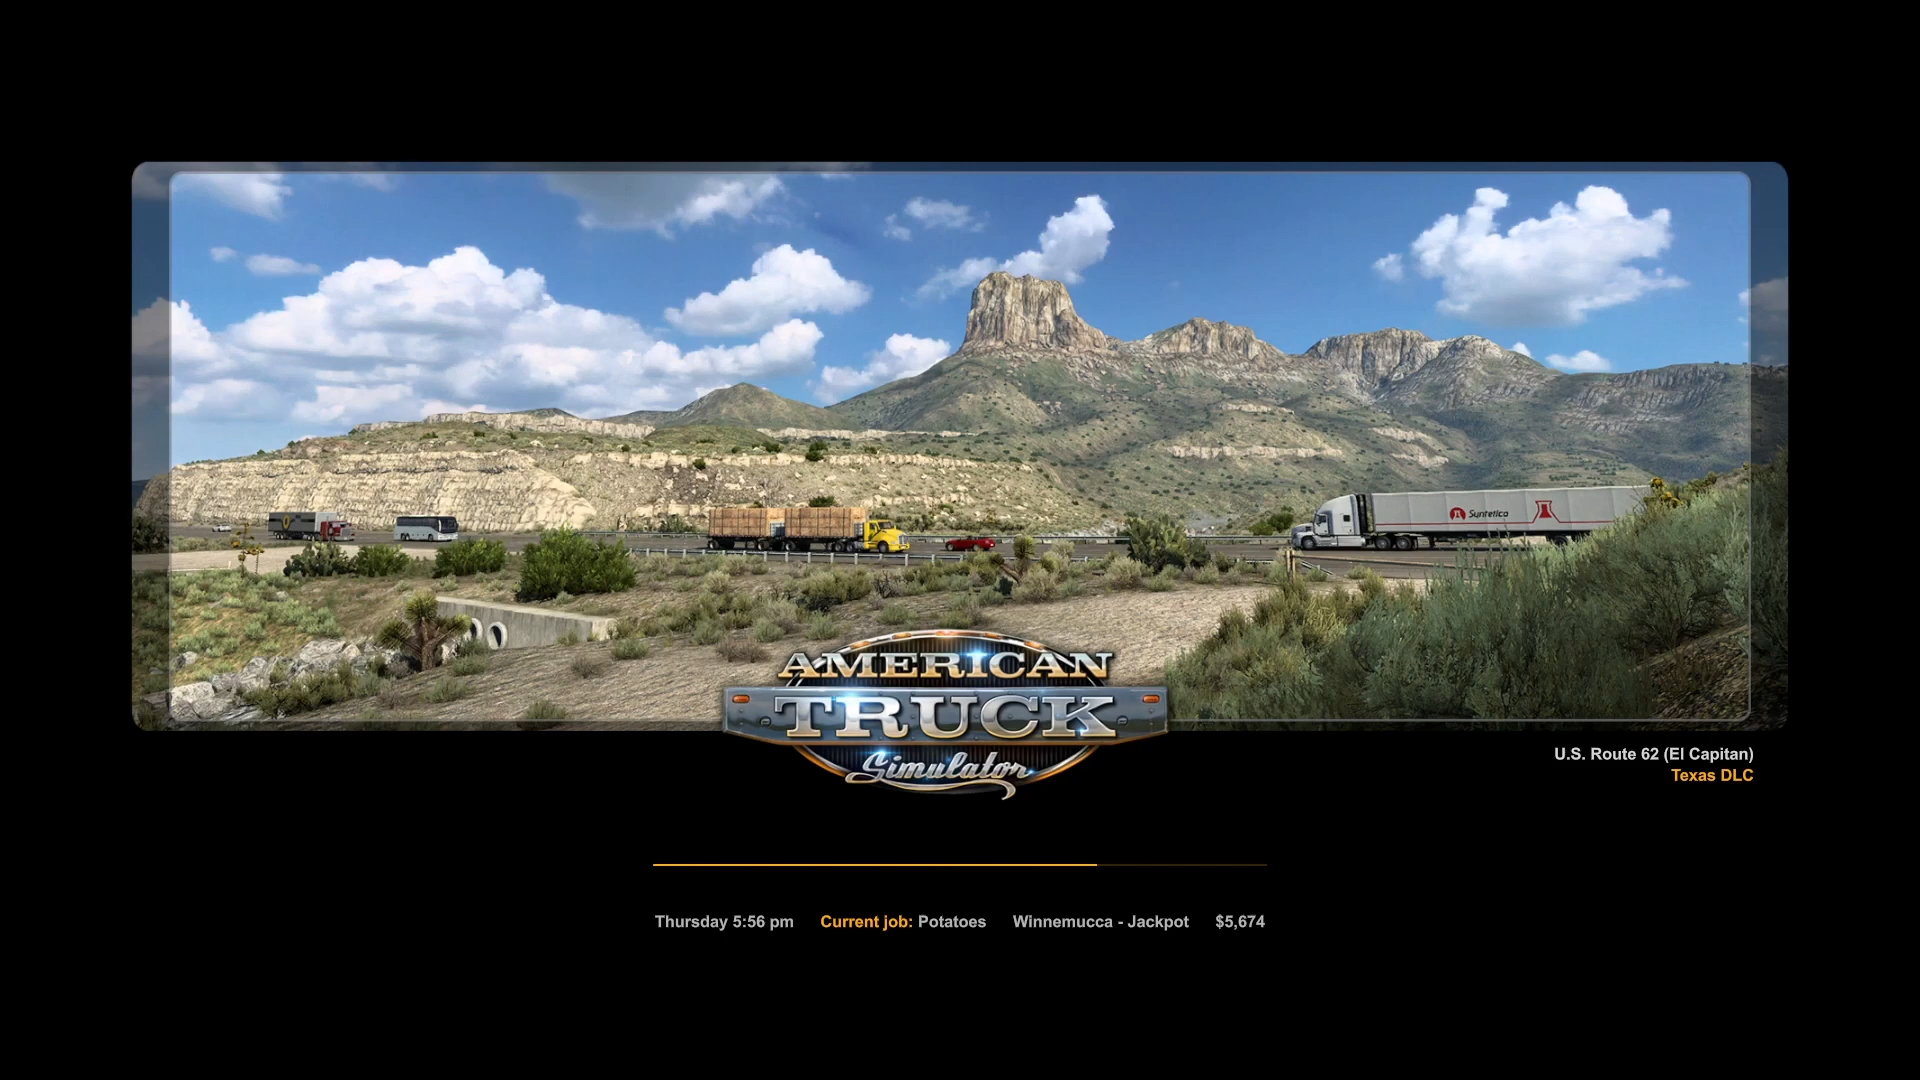 Suntetica
AMERICAN
TRUCK
Simulator
U.S. Route 62 (El Capitan)
Texas DLC
Thursday 5:56 pm Current job: Potatoes Winnemucca - Jackpot $5,674